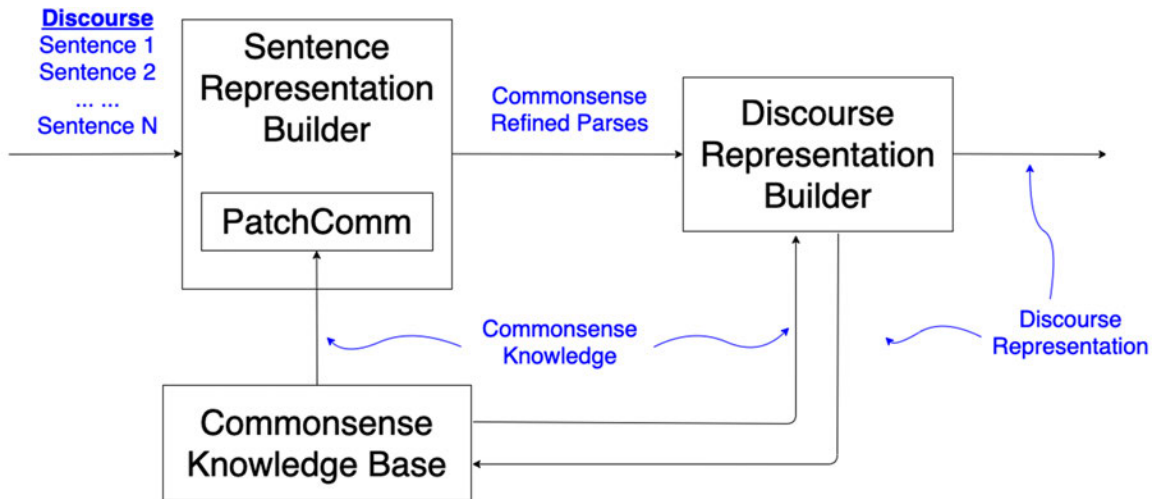 Discourse
Sentence 1
Sentence 2
... ...
Sentence N
Sentence
Representation
Builder
PatchComm
Commonsense
Refined Parses
Discourse
Representation
Builder
Commonsense
Knowledge
Discourse
Representation
Commonsense
Knowledge Base